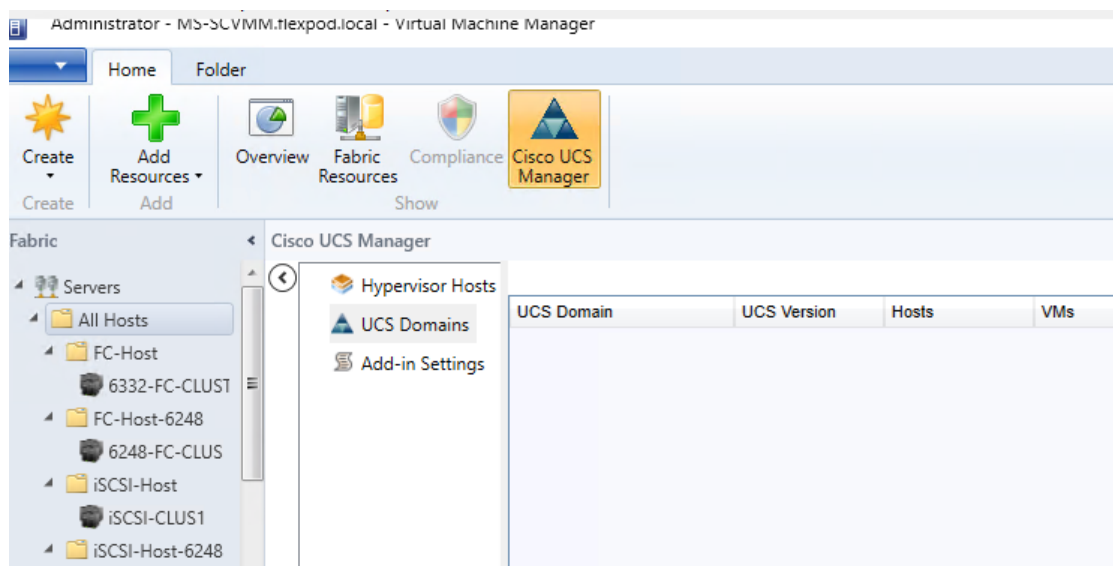 Administrator - MS-SCVMM.flexpod.local - Virtual Machine Manager
Home Folder
Create Add Resources Overview Fabric Resources Compliance Cisco UCS Manager
Create Add Show
Fabric
Cisco UCS Manager
Servers
All Hosts
FC-Host
6332-FC-CLUST
FC-Host-6248
6248-FC-CLUS
iSCSI-Host
iSCSI-CLUS1
iSCSI-Host-6248
Hypervisor Hosts
UCS Domains
Add-in Settings
UCS Domain UCS Version Hosts VMs